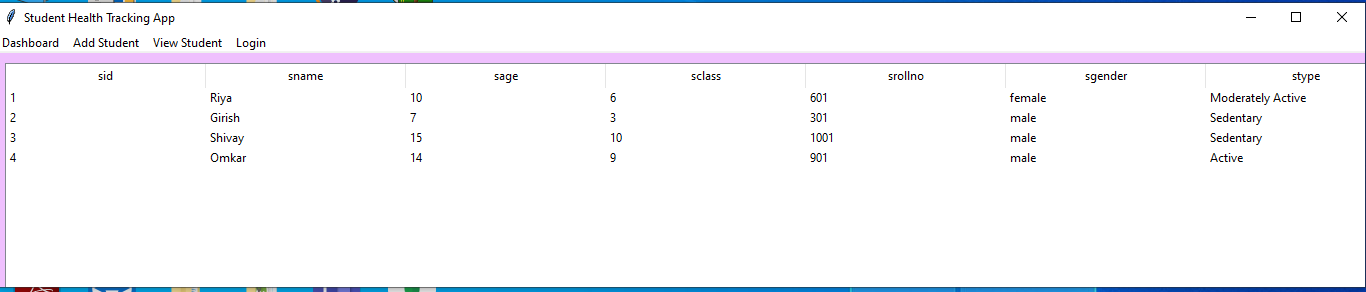 Student Health Tracking App
Dashboard Add Student View Student Login
sid sname sage sclass srollno sgender stype
1 Riya 10 6 601 female Moderately Active
2 Girish 7 3 301 male Sedentary
3 Shivay 15 10 1001 male Sedentary
4 Omkar 14 9 901 male Active